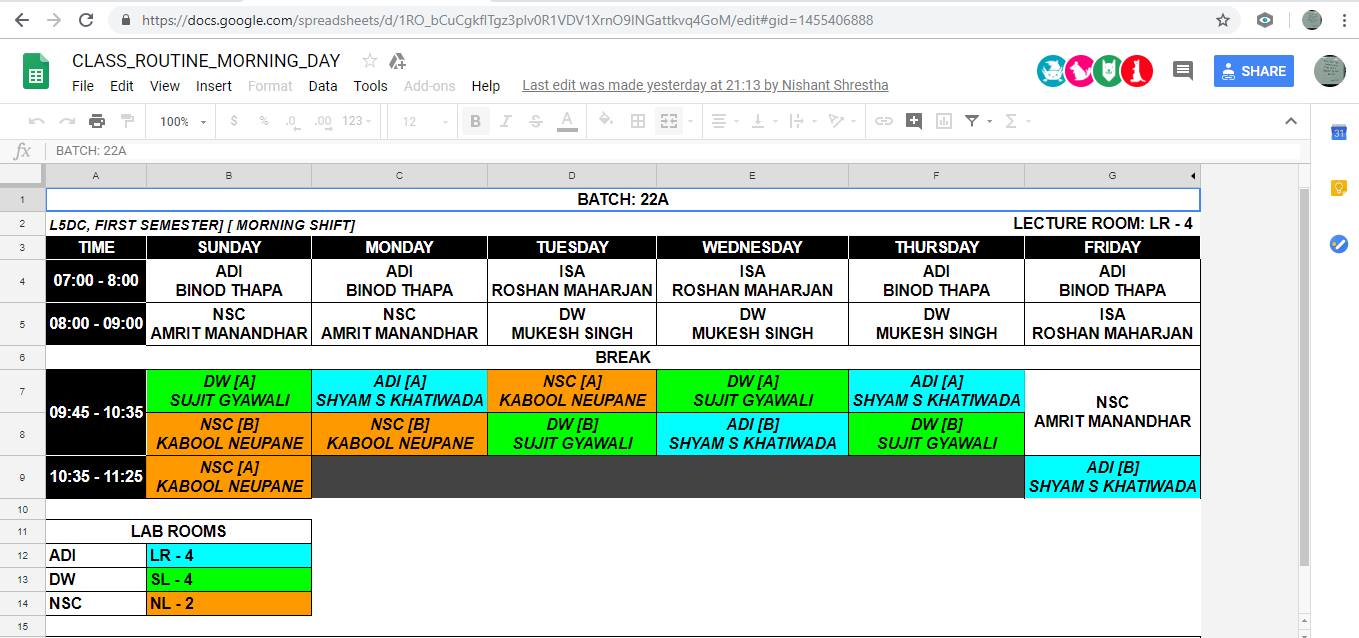 https://docs.google.com/spreadsheets/d/1RO_bCuCgkflTgz3plv0R1VDV1XrnO9INGattkvq4GoM/edit#gid=1455406888
CLASS_ROUTINE_MORNING_DAY
SHARE
File Edit View Insert Format Data Tools Add-ons Help Last edit was made yesterday at 21:13 by Nishant Shrestha
100% $ % .0 .00 123 12 B I S A
31
fx BATCH: 22A
A B C D E F G
1 BATCH: 22A
2 L5DC, FIRST SEMESTER] [ MORNING SHIFT] LECTURE ROOM: LR - 4
3 TIME SUNDAY MONDAY TUESDAY WEDNESDAY THURSDAY FRIDAY
ADI ADI ISA ISA ADI ADI
4 07:00 - 8:00
BINOD THAPA BINOD THAPA ROSHAN MAHARJAN ROSHAN MAHARJAN BINOD THAPA BINOD THAPA
NSC NSC DW DW DW ISA
5 08:00 - 09:00
AMRIT MANANDHAR AMRIT MANANDHAR MUKESH SINGH MUKESH SINGH MUKESH SINGH ROSHAN MAHARJAN
6 BREAK
DW [A] ADI [A] NSC [A] DW [A] ADI [A]
7
SUJIT GYAWALI SHYAM S KHATIWADA KABOOL NEUPANE SUJIT GYAWALI SHYAM S KHATIWADA
NSC
09:45 - 10:35
AMRIT MANANDHAR
NSC [B] NSC [B] DW [B] ADI [B] DW [B]
8
KABOOL NEUPANE KABOOL NEUPANE SUJIT GYAWALI SHYAM S KHATIWADA SUJIT GYAWALI
NSC [A] ADI [B]
9 10:35 - 11:25
KABOOL NEUPANE SHYAM S KHATIWADA
10
11 LAB ROOMS
12 ADI LR - 4
13 DW SL - 4
14 NSC NL - 2
15